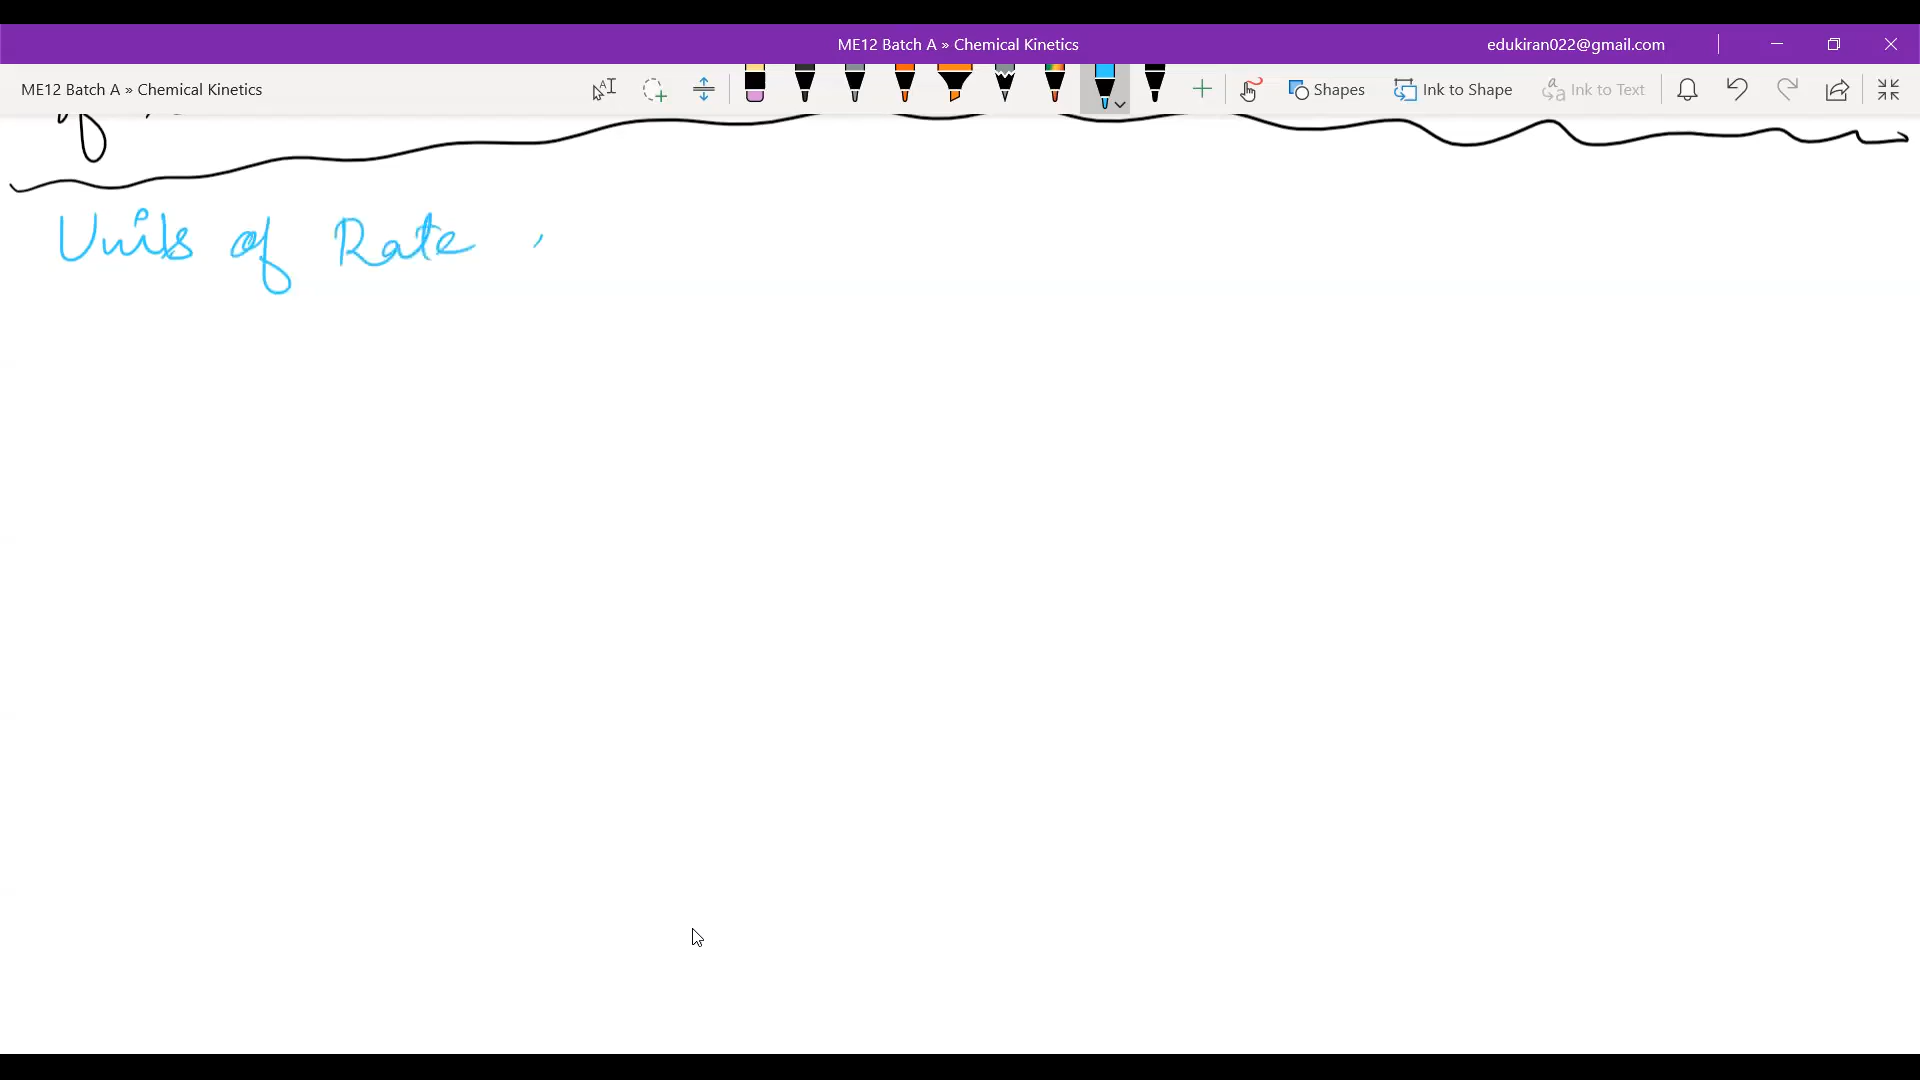 ME12 Batch A » Chemical Kinetics
edukiran022@gmail.com
ME12 Batch A » Chemical Kinetics
Shapes
Ink to Shape
Ink to Text
of
Units of Rate